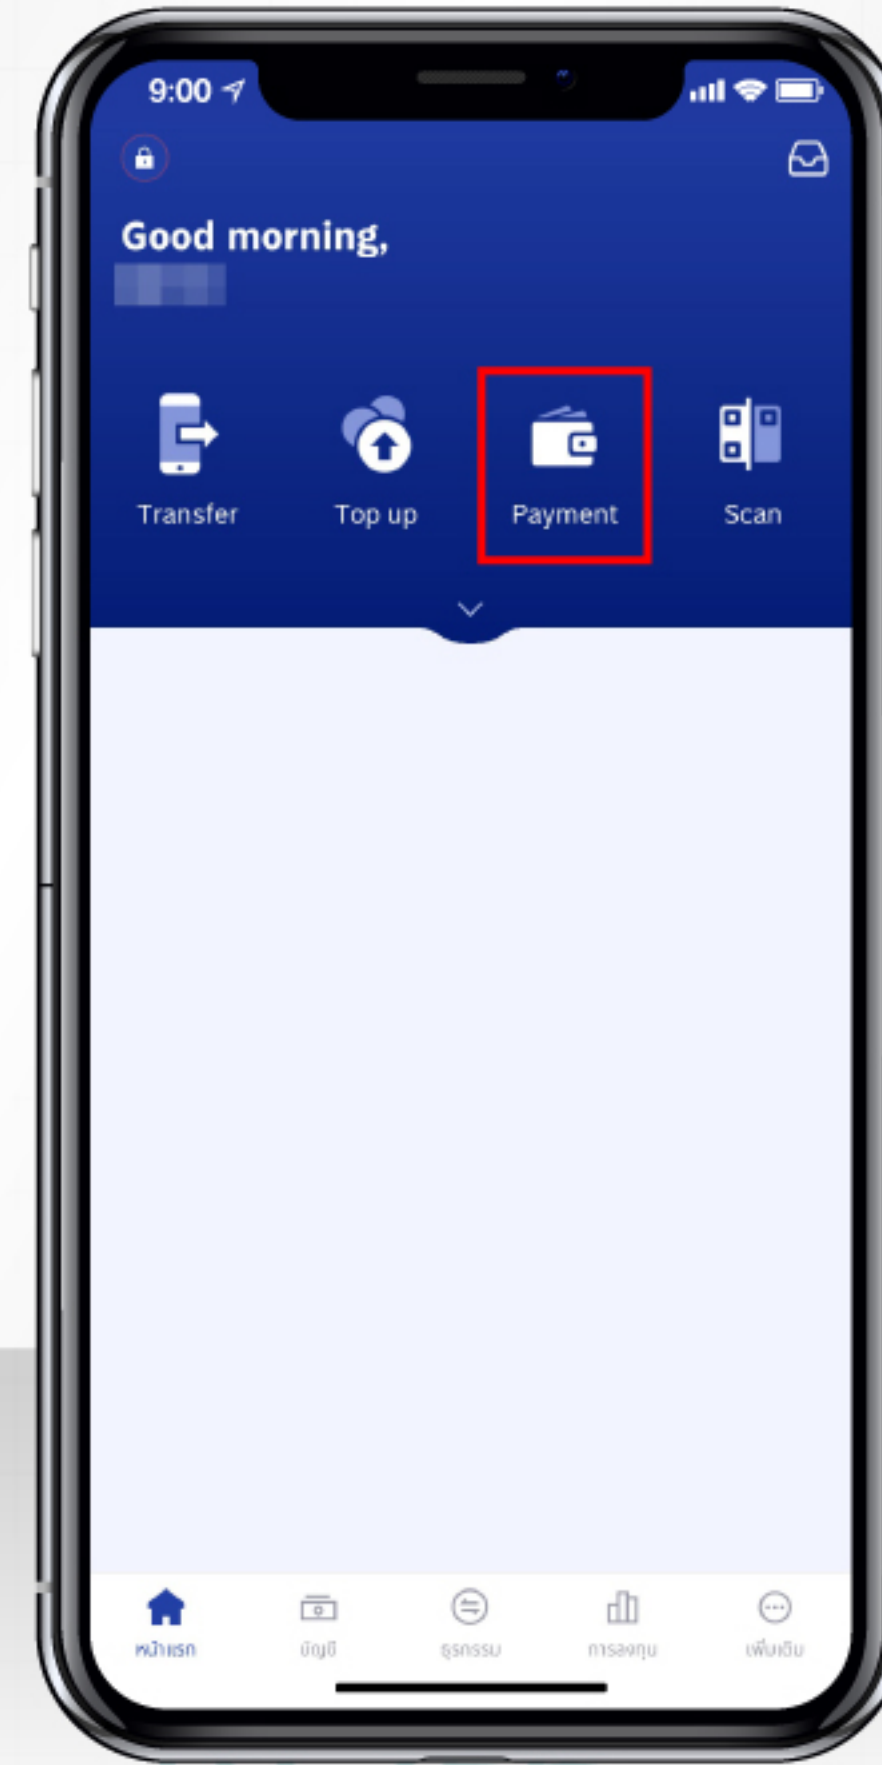 9:00
Good morning,
Transfer
Top up
Payment
Scan
หน้าแรก
บัญชี
ธุรกรรม
การลงทุน
เพิ่มเติม